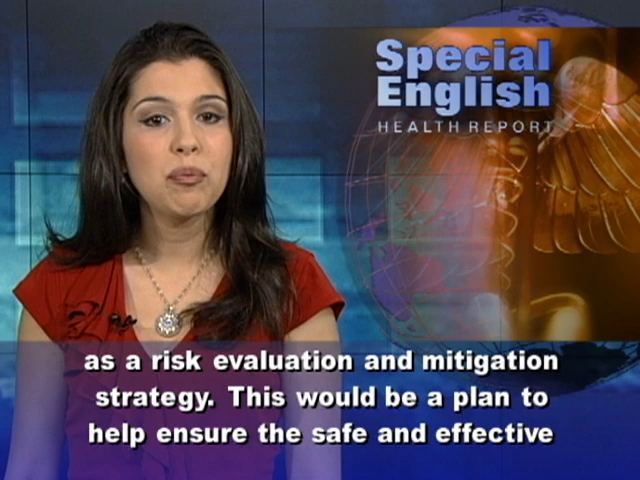 Special
English
HEALTH REPORT
as a risk evaluation and mitigation
strategy. This would be a plan to
help ensure the safe and effective